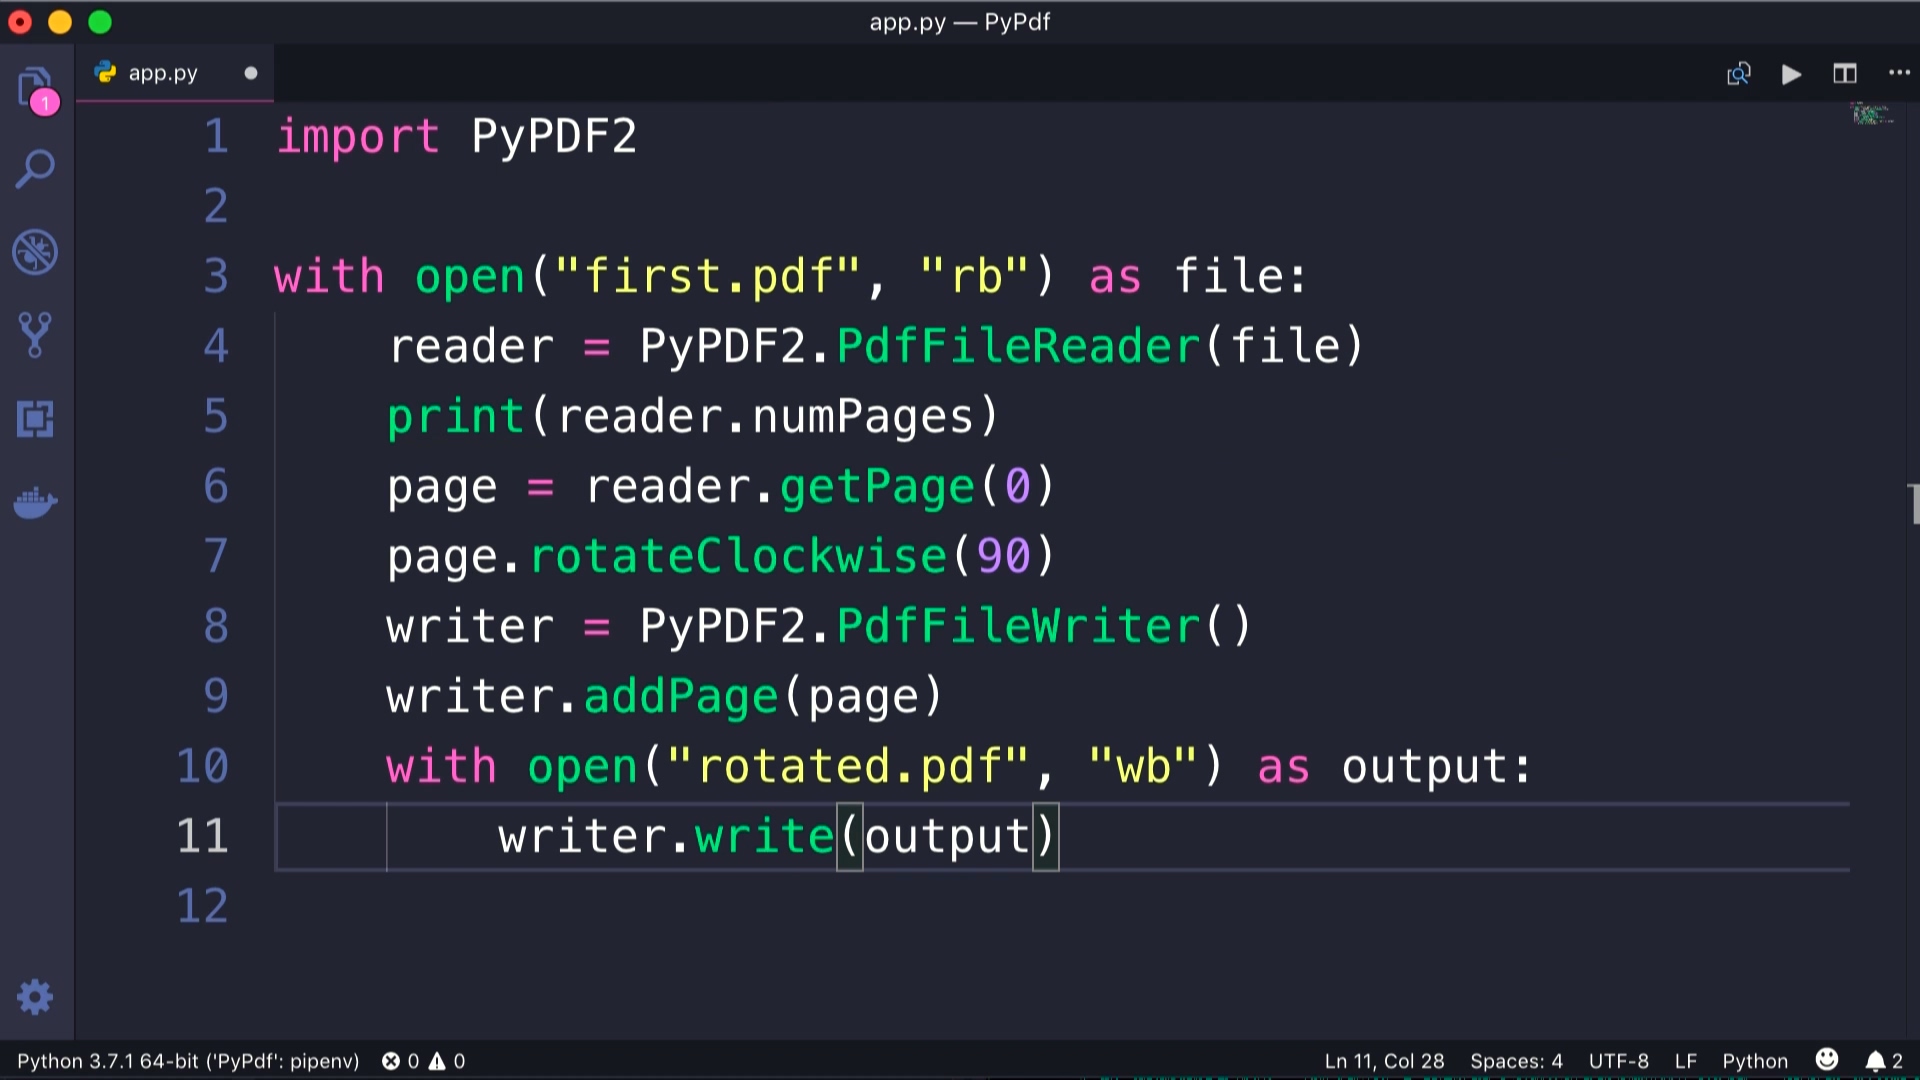 app.py — PyPdf
app.py
1
1 import PyPDF2
2
3 with open("first.pdf", "rb") as file:
4 reader = PyPDF2.PdfFileReader(file)
5 print(reader.numPages)
6 page = reader.getPage(0)
7 page.rotateClockwise(90)
8 writer = PyPDF2.PdfFileWriter()
9 writer.addPage(page)
10 with open("rotated.pdf", "wb") as output:
11 writer.write(output)
12
Python 3.7.1 64-bit ('PyPdf': pipenv) 0 0 Ln 11, Col 28 Spaces: 4 UTF-8 LF Python 2